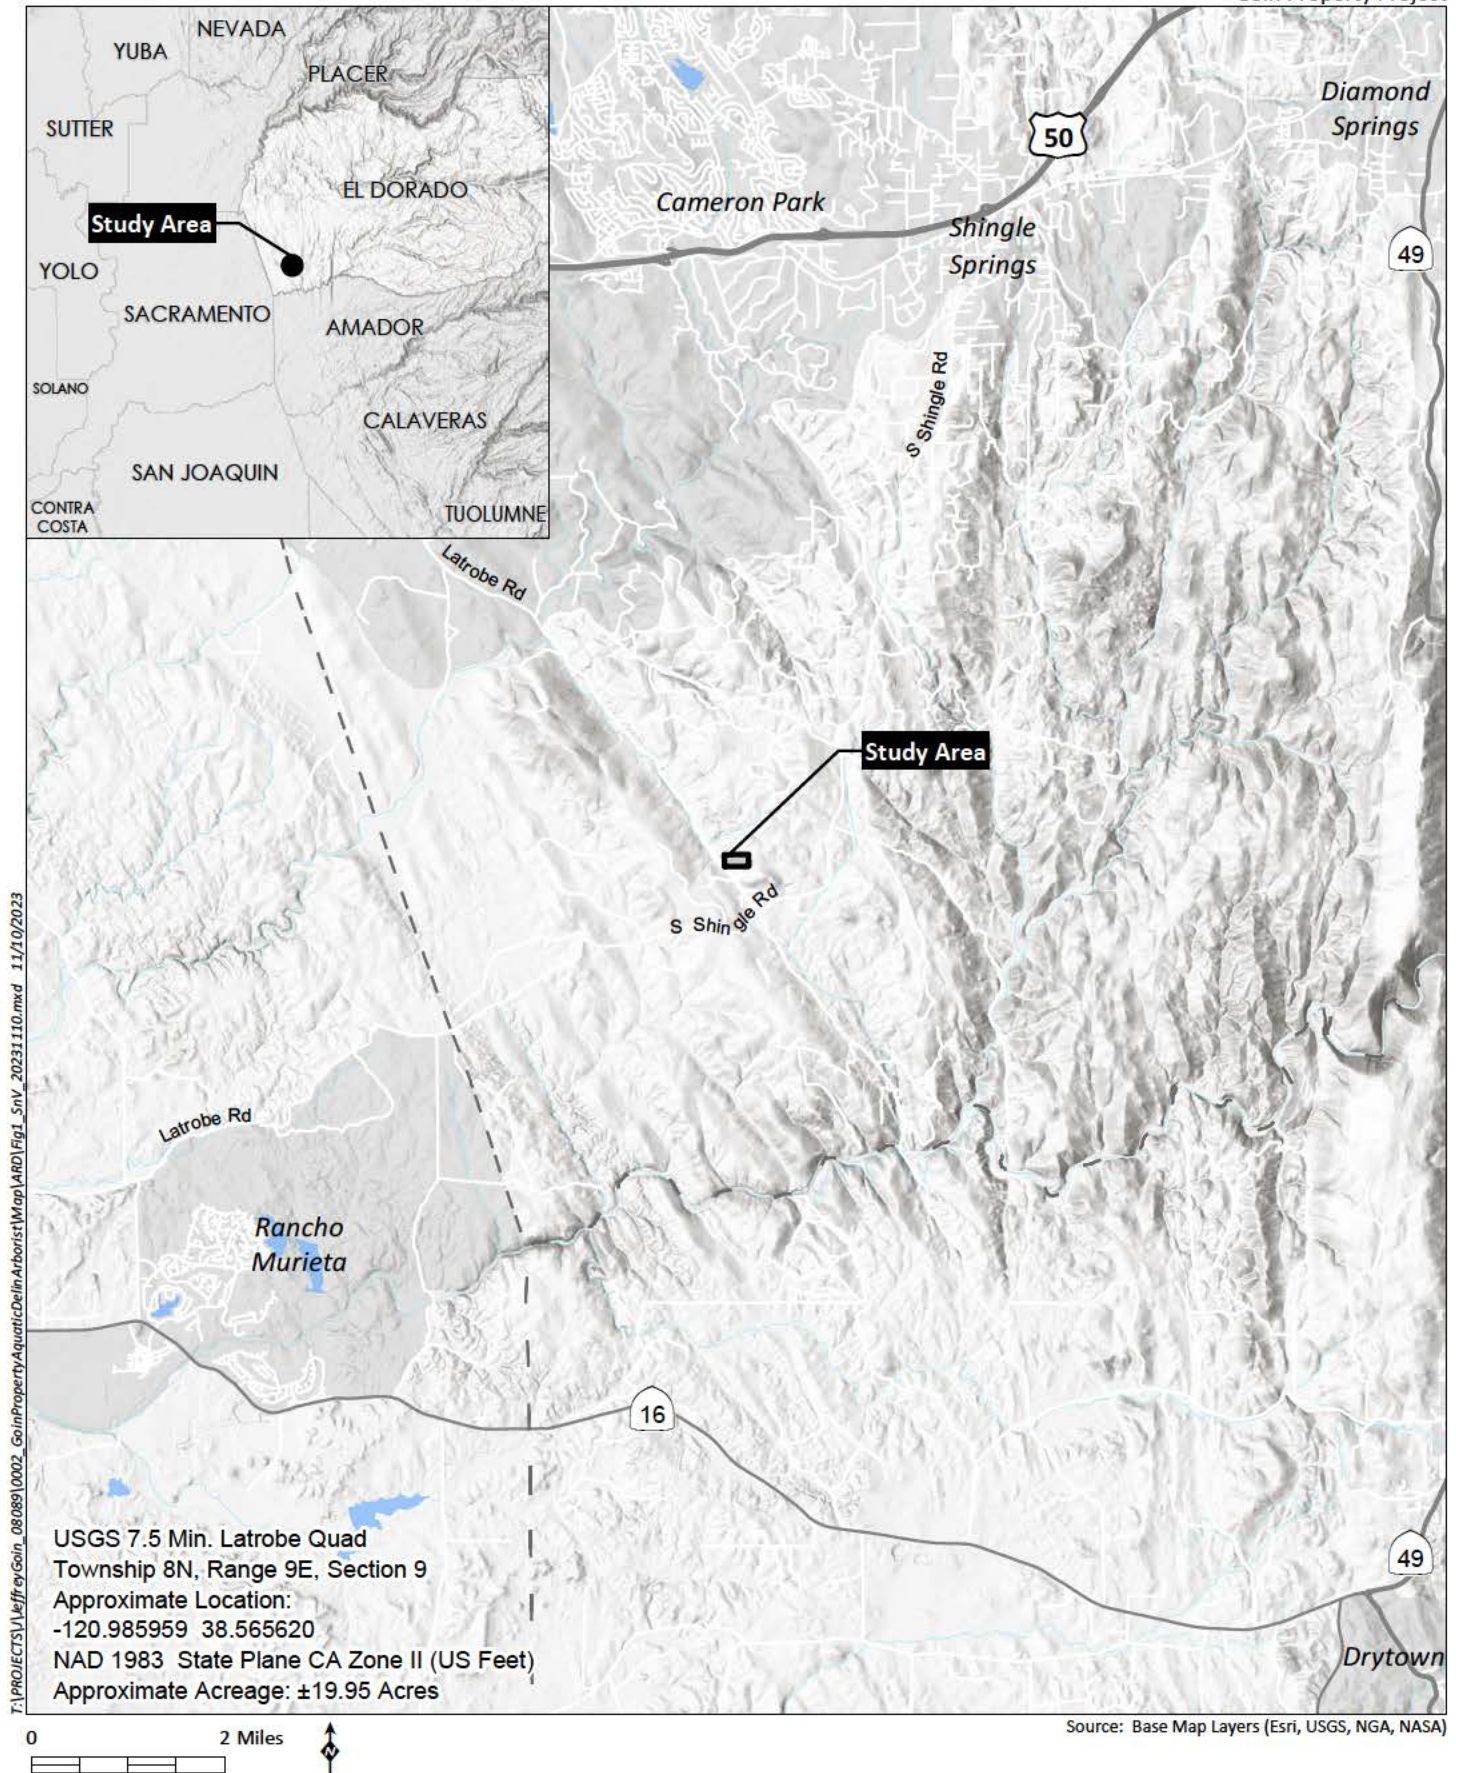 NEVADA
YUBA
PLACER
SUTTER
EL DORADO
Study Area
YOLO
SACRAMENTO
AMADOR
SOLANO
CALAVERAS
SAN JOAQUIN
CONTRA
COSTA
TUOLUMNE
50
Diamond
Springs
Cameron Park
Shingle
Springs
49
S Shingle Rd
Latrobe Rd
Study Area
S Shingle Rd
Latrobe Rd
Rancho
Murieta
16
49
Drytown
USGS 7.5 Min. Latrobe Quad
Township 8N, Range 9E, Section 9
Approximate Location:
-120.985959 38.565620
NAD 1983 State Plane CA Zone II (US Feet)
Approximate Acreage: ±19.95 Acres
T:\PROJECTS\J\JeffreyGoin_08089\0002_GoinPropertyAquaticDelinArborist\Map\ARD\Fig1_SnV_20231110.mxd 11/10/2023
0 2 Miles
N
Source: Base Map Layers (Esri, USGS, NGA, NASA)